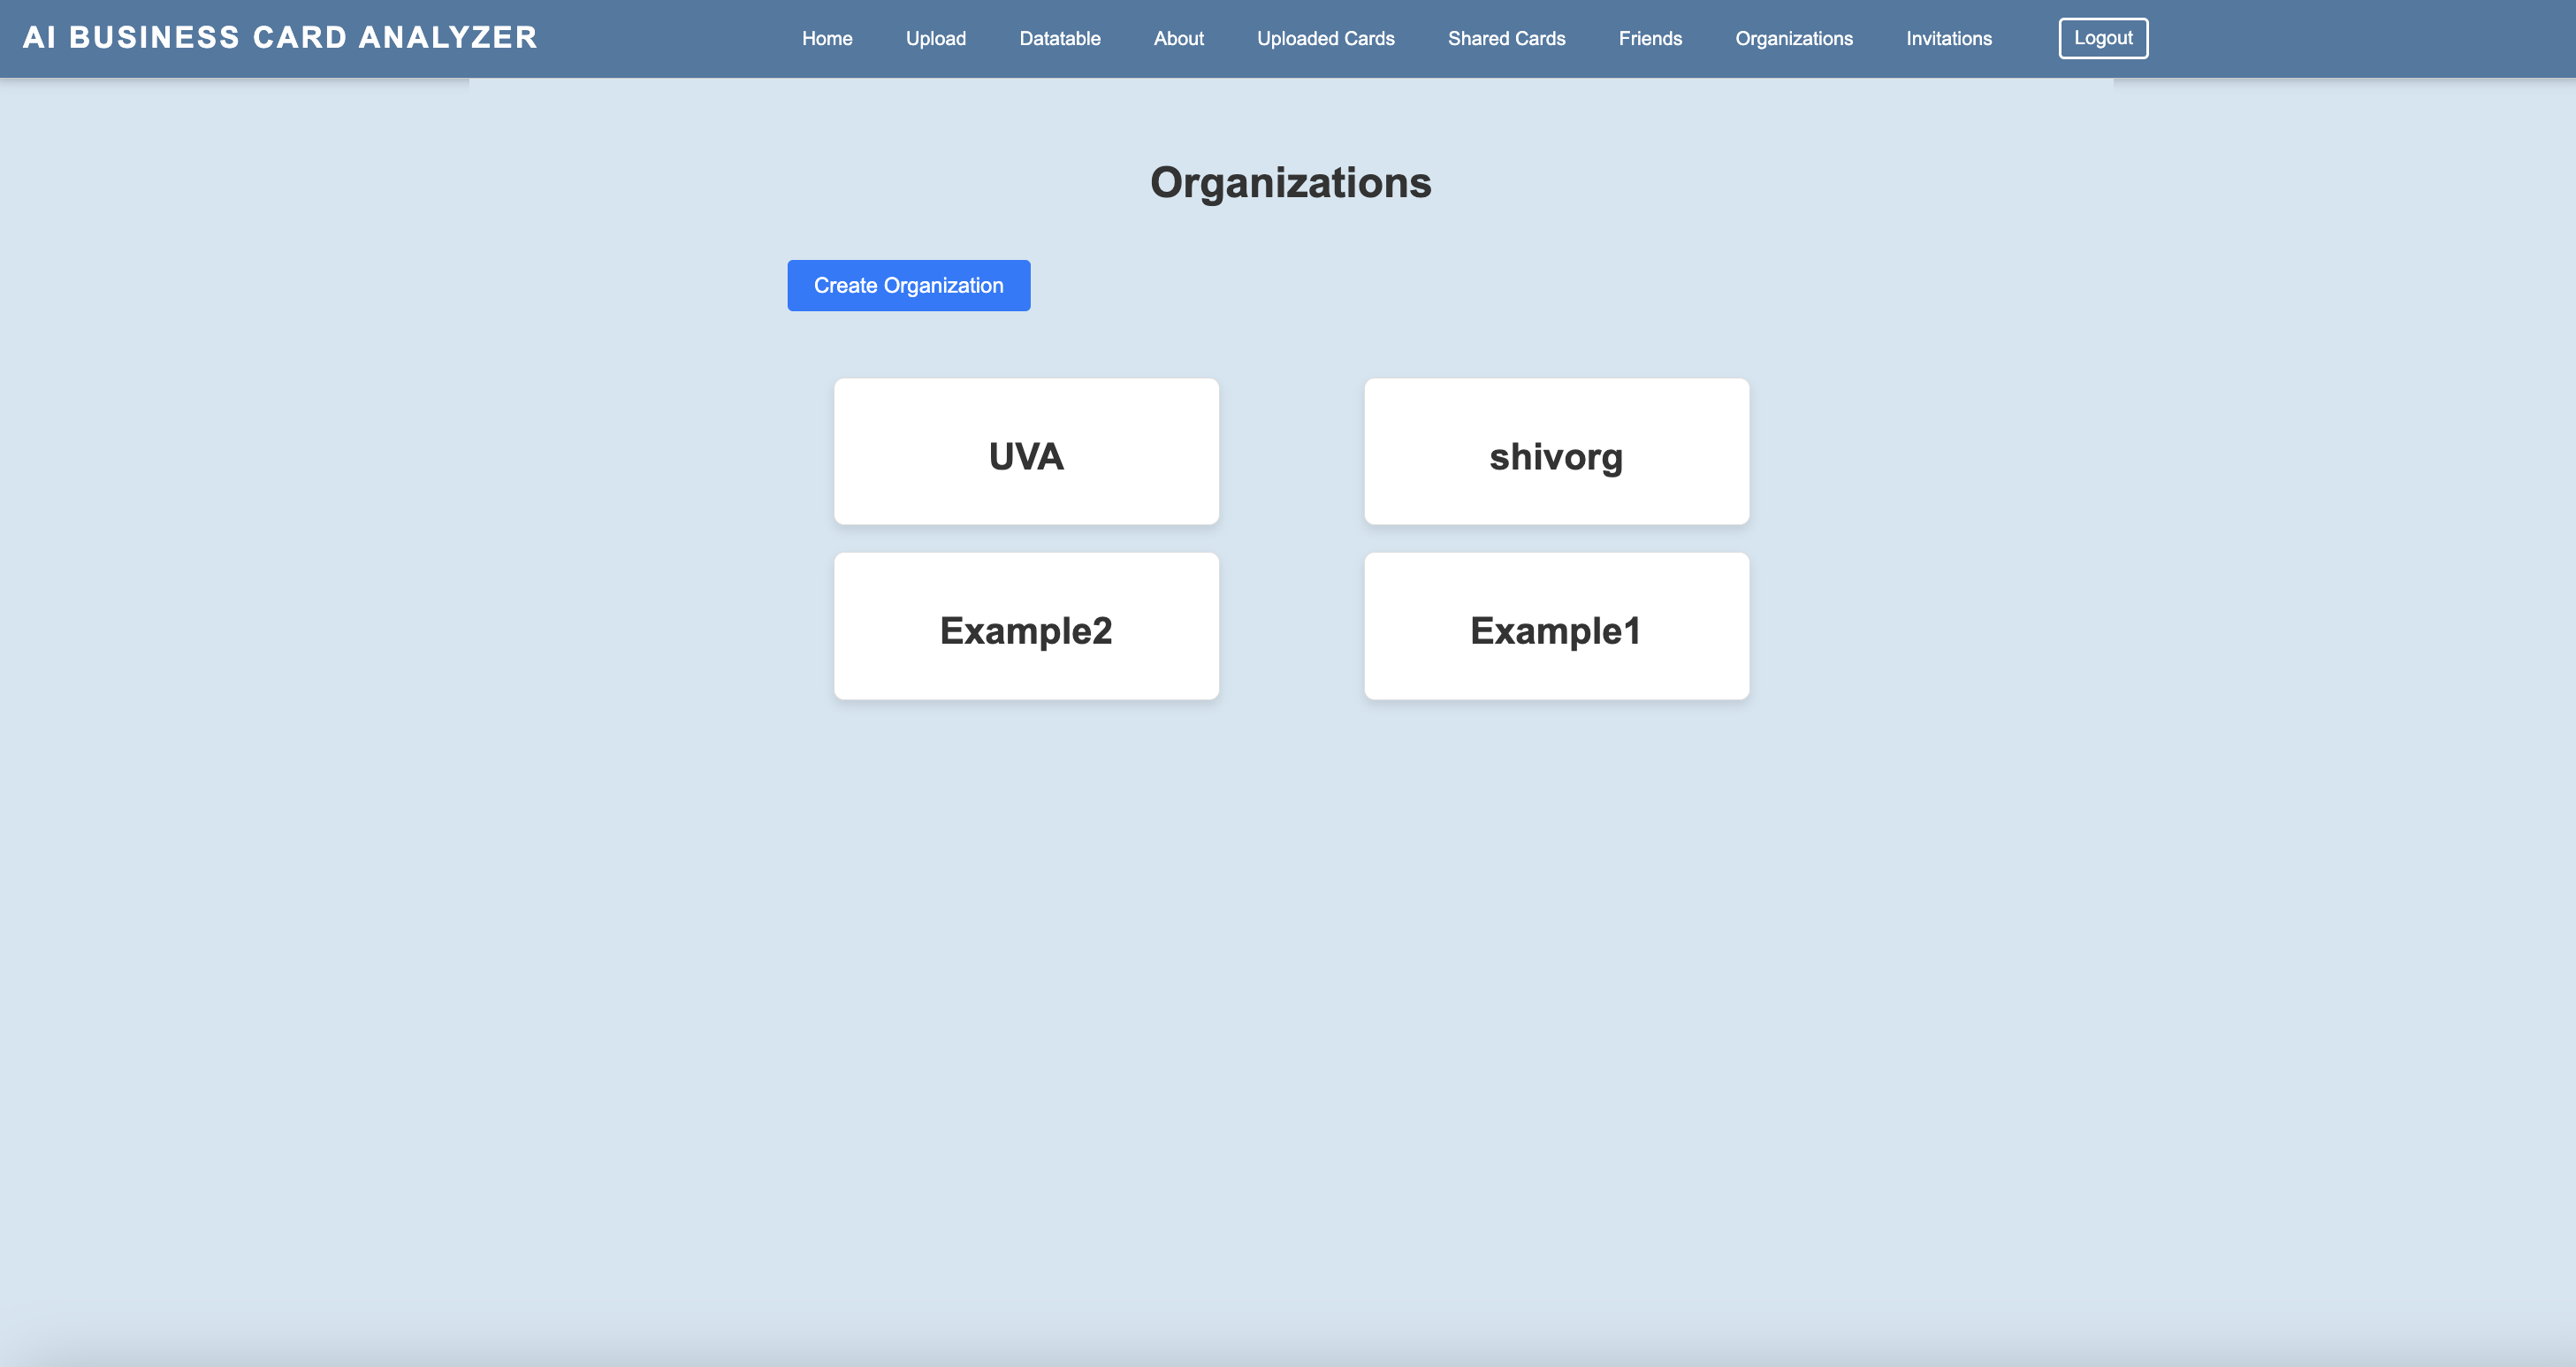 AI BUSINESS CARD ANALYZER
Home Upload Datatable About Uploaded Cards Shared Cards Friends Organizations Invitations Logout
Organizations
Create Organization
UVA shivorg
Example2 Example1